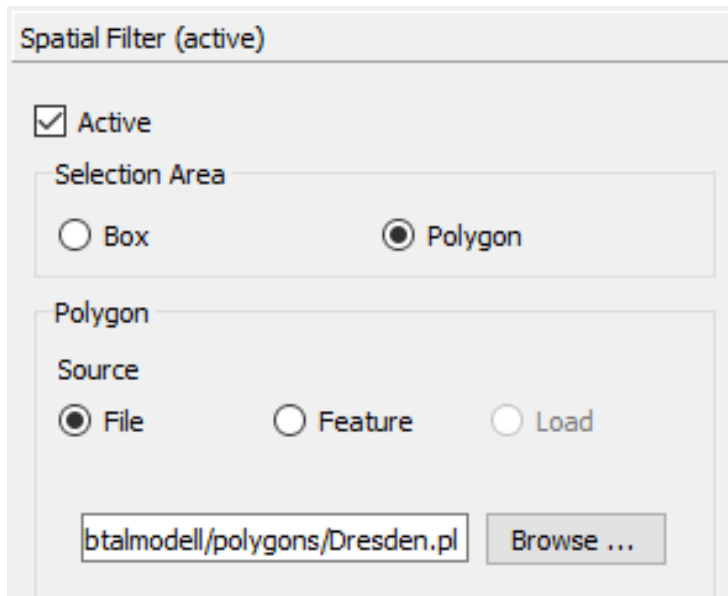 Spatial Filter (active)
Active
Selection Area
Box Polygon
Polygon
Source
File Feature Load
btalmodell/polygons/Dresden.pl Browse ...